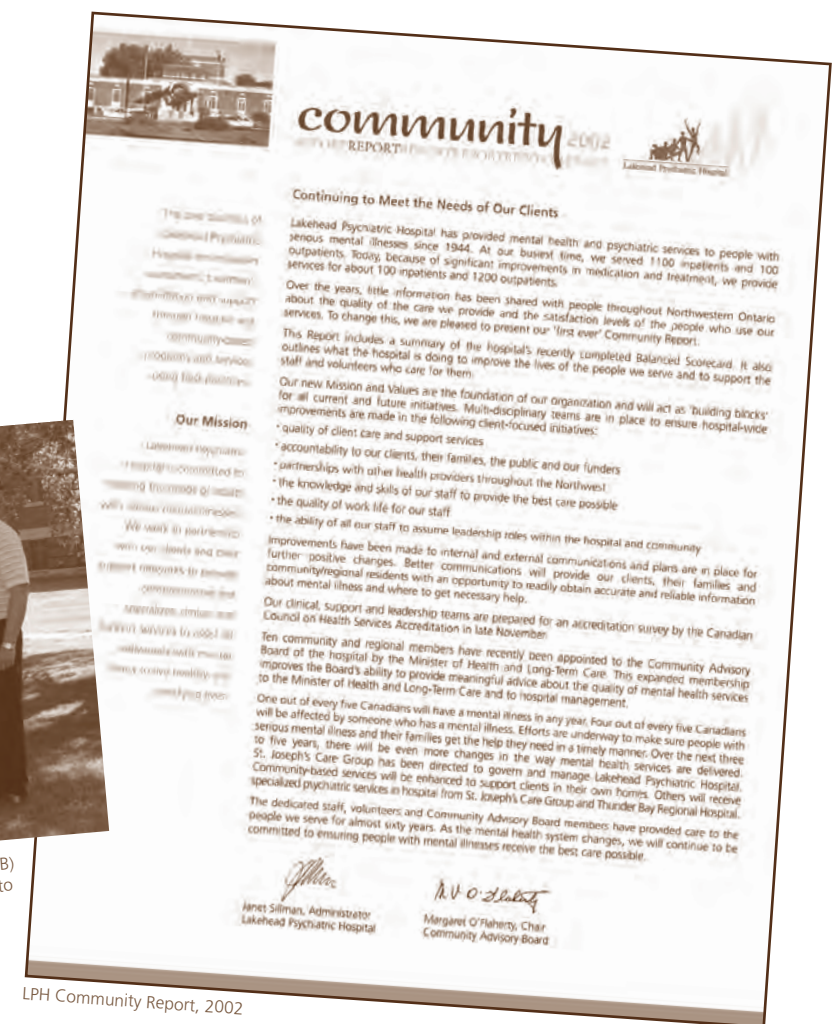 community 2002
REPORT
Lakehead Psychiatric Hospital
Continuing to Meet the Needs of Our Clients
Lakehead Psychiatric Hospital has provided mental health and psychiatric services to people with
serious mental illnesses since 1944. At our busiest time, we served 1100 inpatients and 100
outpatients. Today, because of significant improvements in medication and treatment, we provide
services for about 100 inpatients and 1200 outpatients.
Over the years, little information has been shared with people throughout Northwestern Ontario
about the quality of the care we provide and the satisfaction levels of the people who use our
services. To change this, we are pleased to present our 'first ever' Community Report.
This Report includes a summary of the hospital's recently completed Balanced Scorecard. It also
outlines what the hospital is doing to improve the lives of the people we serve and to support the
staff and volunteers who care for them.
Our new Mission and Values are the foundation of our organization and will act as 'building blocks'
for all current and future initiatives. Multi-disciplinary teams are in place to ensure hospital-wide
improvements are made in the following client-focused initiatives:
• quality of client care and support services
• accountability to our clients, their families, the public and our funders
• partnerships with other health providers throughout the Northwest
• the knowledge and skills of our staff to provide the best care possible
• the quality of work life for our staff
• the ability of all our staff to assume leadership roles within the hospital and community
Improvements have been made to internal and external communications and plans are in place for
further positive changes. Better communications will provide our clients, their families and
community/regional residents with an opportunity to readily obtain accurate and reliable information
about mental illness and where to get necessary help.
Our clinical, support and leadership teams are prepared for an accreditation survey by the Canadian
Council on Health Services Accreditation in late November.
Ten community and regional members have recently been appointed to the Community Advisory
Board of the hospital by the Minister of Health and Long-Term Care. This expanded membership
improves the Board's ability to provide meaningful advice about the quality of mental health services
to the Minister of Health and Long-Term Care and to hospital management.
One out of every five Canadians will have a mental illness in any year. Four out of every five Canadians
will be affected by someone who has a mental illness. Efforts are underway to make sure people with
serious mental illness and their families get the help they need in a timely manner. Over the next three
to five years, there will be even more changes in the way mental health services are delivered.
St. Joseph's Care Group has been directed to govern and manage Lakehead Psychiatric Hospital.
Community-based services will be enhanced to support clients in their own homes. Others will receive
specialized psychiatric services in hospital from St. Joseph's Care Group and Thunder Bay Regional Hospital.
The dedicated staff, volunteers and Community Advisory Board members have provided care to the
people we serve for almost sixty years. As the mental health system changes, we will continue to be
committed to ensuring people with mental illnesses receive the best care possible.
Janet Sillman, Administrator
Lakehead Psychiatric Hospital
M V O'Flaherty
Margaret O'Flaherty, Chair
Community Advisory Board
Lakehead Psychiatric
community-based
Our Mission
We work in partnership
with our clients and their
B)
to
LPH Community Report, 2002